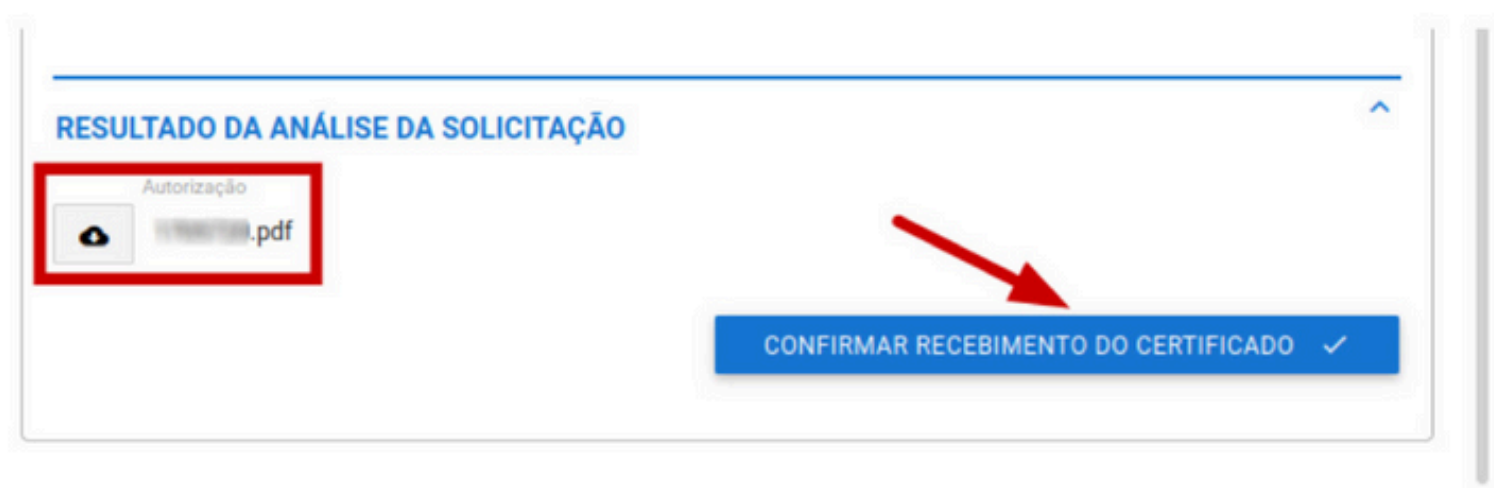 RESULTADO DA ANÁLISE DA SOLICITAÇÃO
Autorização
.pdf
CONFIRMAR RECEBIMENTO DO CERTIFICADO